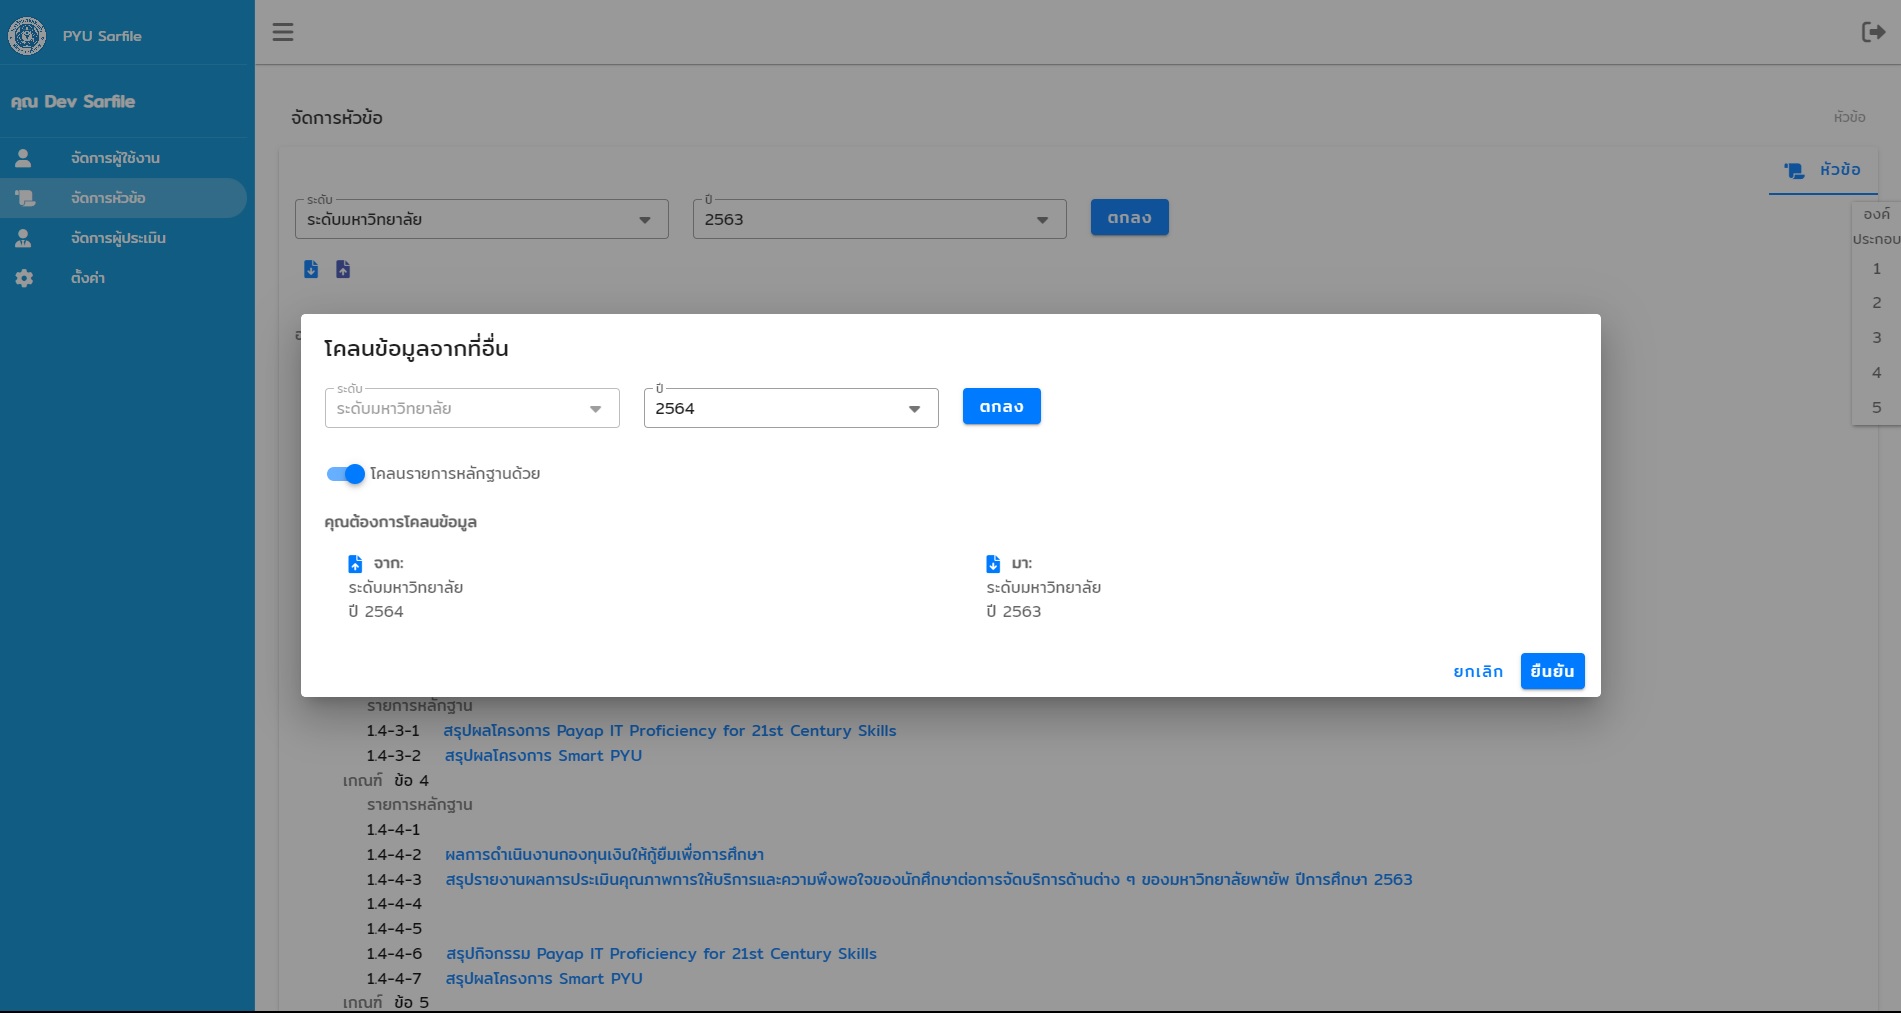 PYU Sarfile
คุณ Dev Sarfile
จัดการผู้ใช้งาน
จัดการหัวข้อ
จัดการผู้ประเมิน
ตั้งค่า
จัดการหัวข้อ
หัวข้อ
หัวข้อ
ระดับ
ระดับมหาวิทยาลัย
ปี
2563
ตกลง
องค์
ประกอบ
1
2
3
4
5
โคลนข้อมูลจากที่อื่น
ระดับ
ระดับมหาวิทยาลัย
ปี
2564
ตกลง
โคลนรายการหลักฐานด้วย
คุณต้องการโคลนข้อมูล
จาก:
ระดับมหาวิทยาลัย
ปี 2564
มา:
ระดับมหาวิทยาลัย
ปี 2563
ยกเลิก
ยืนยัน
รายการหลักฐาน
1.4-3-1 สรุปผลโครงการ Payap IT Proficiency for 21st Century Skills
1.4-3-2 สรุปผลโครงการ Smart PYU
เกณฑ์ ข้อ 4
รายการหลักฐาน
1.4-4-1
1.4-4-2 ผลการดำเนินงานกองทุนเงินให้กู้ยืมเพื่อการศึกษา
1.4-4-3 สรุปรายงานผลการประเมินคุณภาพการให้บริการและความพึงพอใจของนักศึกษาต่อการจัดบริการด้านต่าง ๆ ของมหาวิทยาลัยพายัพ ปีการศึกษา 2563
1.4-4-4
1.4-4-5
1.4-4-6 สรุปกิจกรรม Payap IT Proficiency for 21st Century Skills
1.4-4-7 สรุปผลโครงการ Smart PYU
เกณฑ์ ข้อ 5